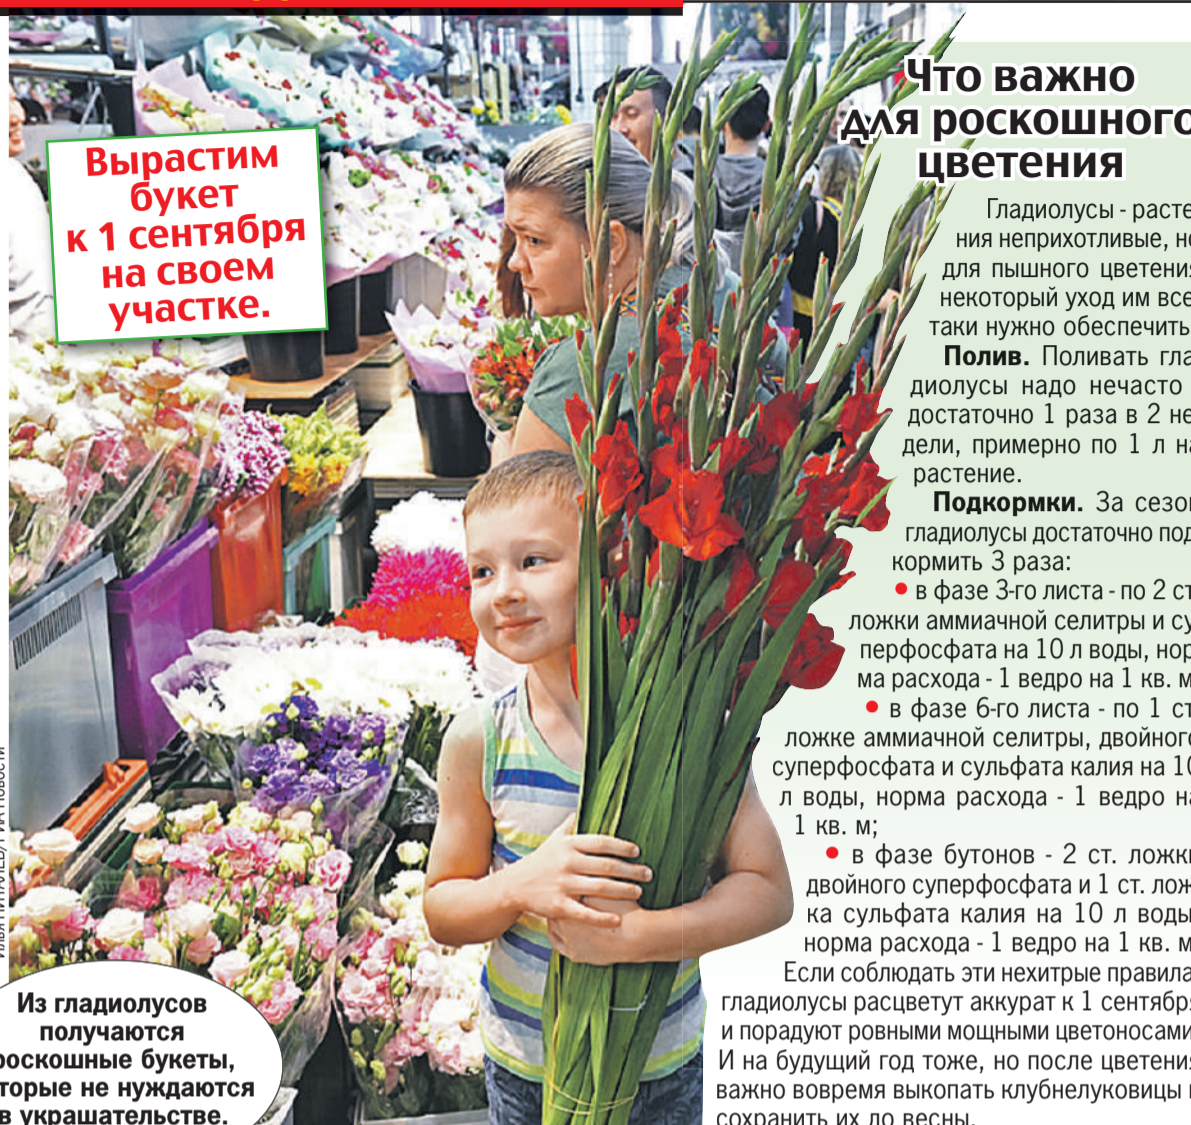 Вырастим
букет
к 1 сентября
на своем
участке.
Что важно
для роскошного
цветения
Гладиолусы - расте
ния неприхотливые, но
для пышного цветения
некоторый уход им все
таки нужно обеспечить
Полив. Поливать гла
диолусы надо нечасто
достаточно 1 раза в 2 не
дели, примерно по 1 л на
растение.
Подкормки. За сезон
гладиолусы достаточно под
кормить 3 раза:
• в фазе 3-го листа - по 2 ст
ложки аммиачной селитры и су
перфосфата на 10 л воды, нор
ма расхода - 1 ведро на 1 кв. м
• в фазе 6-го листа - по 1 ст
ложке аммиачной селитры, двойного
суперфосфата и сульфата калия на 10
л воды, норма расхода - 1 ведро на
1 кв. м;
• в фазе бутонов - 2 ст. ложки
двойного суперфосфата и 1 ст. лож
ка сульфата калия на 10 л воды
норма расхода - 1 ведро на 1 кв. м
Если соблюдать эти нехитрые правила
гладиолусы расцветут аккурат к 1 сентября
и порадуют ровными мощными цветоносами
И на будущий год тоже, но после цветения
важно вовремя выкопать клубнелуковицы и
сохранить их до весны.
Из гладиолусов
получаются
роскошные букеты,
торые не нуждаются
в украшательстве.